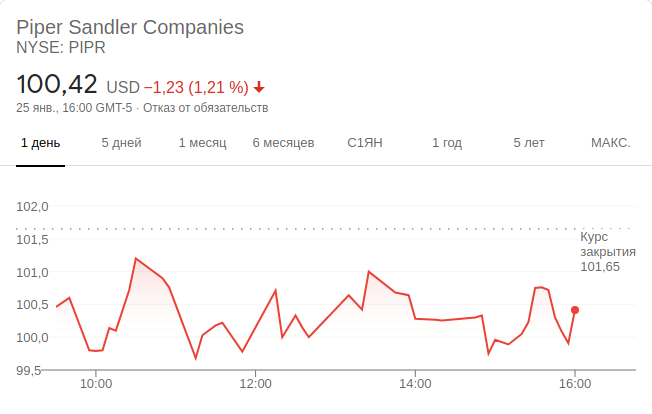 Piper Sandler Companies
NYSE: PIPR
100,42 USD −1,23 (1,21 %)
25 янв., 16:00 GMT-5 · Отказ от обязательств
1 день 5 дней 1 месяц 6 месяцев С1ЯН 1 год 5 лет МАКС.
102,0
101,5
101,0
100,5
100,0
99,5
Курс
закрытия
101,65
10:00 12:00 14:00 16:00